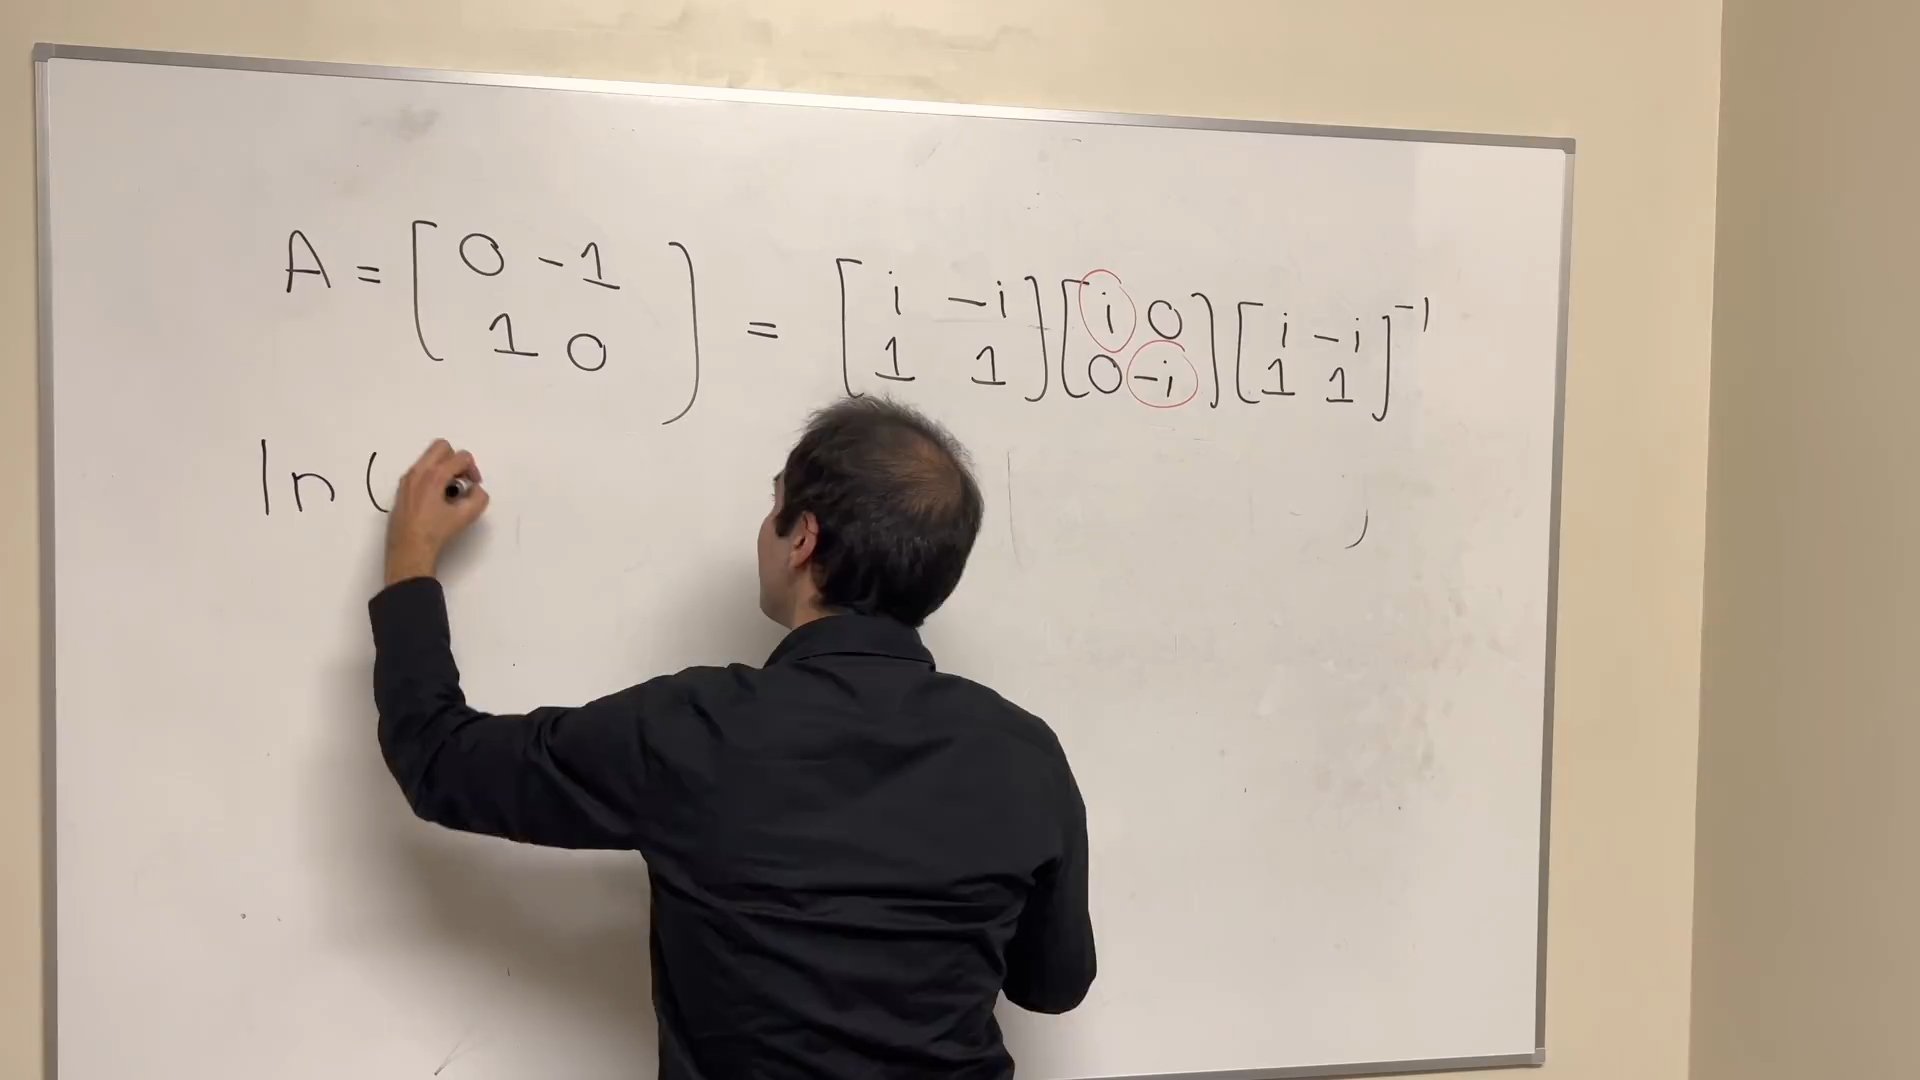 A = [ 0 -1 ] = [ i -i ] [ i 0 ] [ i -i ]⁻¹
1 0 1 1 0 -i 1 1
ln (